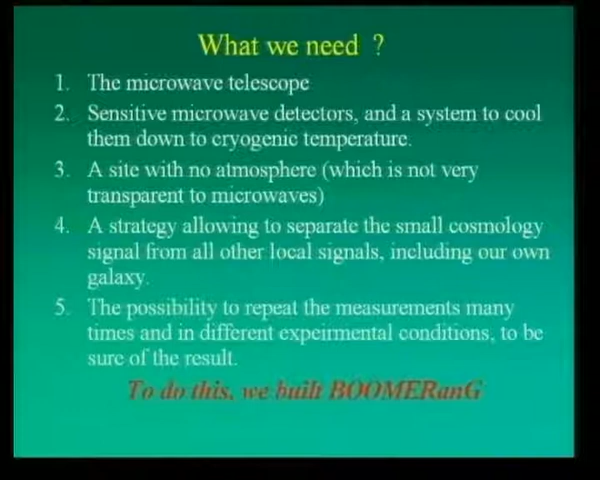 What we need ?
1. The microwave telescope
2. Sensitive microwave detectors, and a system to cool
them down to cryogenic temperature.
3. A site with no atmosphere (which is not very
transparent to microwaves)
4. A strategy allowing to separate the small cosmology
signal from all other local signals, including our own
galaxy.
5. The possibility to repeat the measurements many
times and in different expeirmental conditions, to be
sure of the result.
To do this, we built BOOMERanG